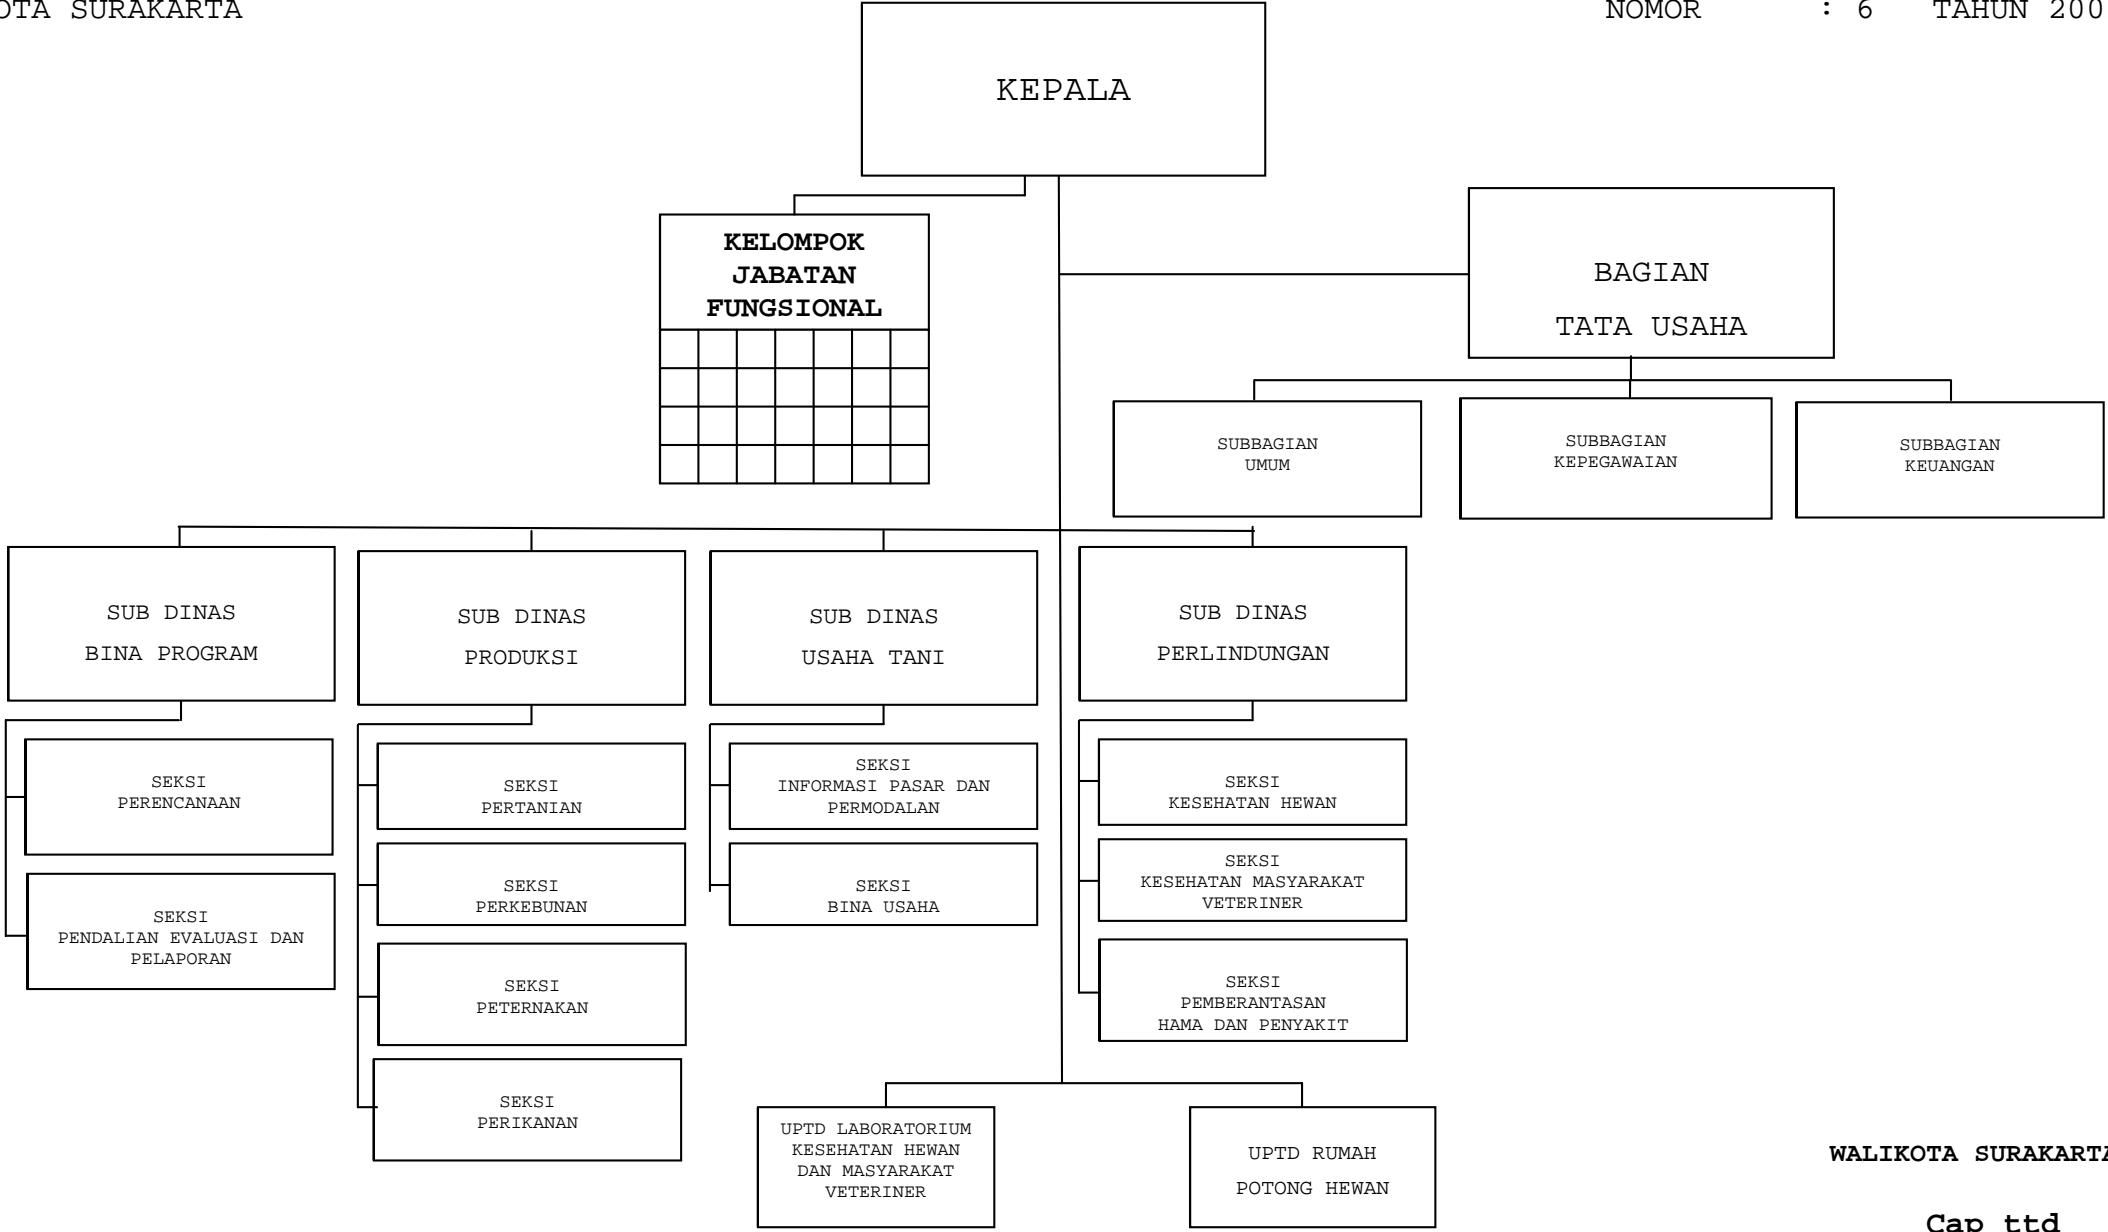 OTA SURAKARTA
NOMOR : 6 TAHUN 200
KEPALA
KELOMPOK
JABATAN
FUNGSIONAL
BAGIAN
TATA USAHA
SUBBAGIAN
UMUM
SUBBAGIAN
KEPEGAWAIAN
SUBBAGIAN
KEUANGAN
SUB DINAS
BINA PROGRAM
SUB DINAS
PRODUKSI
SUB DINAS
USAHA TANI
SUB DINAS
PERLINDUNGAN
SEKSI
PERENCANAAN
SEKSI
PENDALIAN EVALUASI DAN
PELAPORAN
SEKSI
PERTANIAN
SEKSI
PERKEBUNAN
SEKSI
PETERNAKAN
SEKSI
PERIKANAN
SEKSI
INFORMASI PASAR DAN
PERMODALAN
SEKSI
BINA USAHA
SEKSI
KESEHATAN HEWAN
SEKSI
KESEHATAN MASYARAKAT
VETERINER
SEKSI
PEMBERANTASAN
HAMA DAN PENYAKIT
UPTD LABORATORIUM
KESEHATAN HEWAN
DAN MASYARAKAT
VETERINER
UPTD RUMAH
POTONG HEWAN
WALIKOTA SURAKARTA
Cap ttd